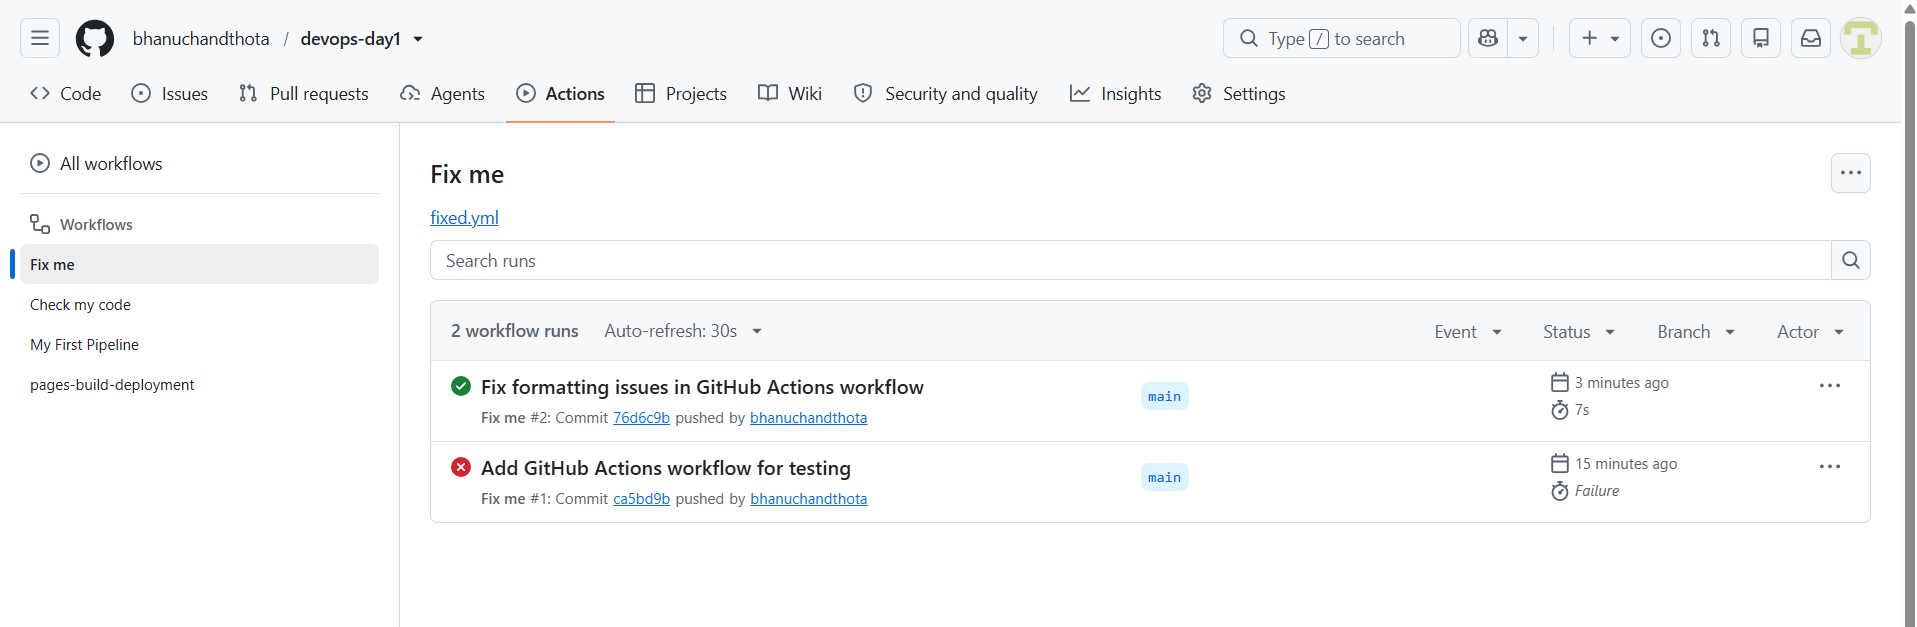 bhanuchandthota / devops-day1
Type / to search
Code Issues Pull requests Agents Actions Projects Wiki Security and quality Insights Settings
All workflows
Workflows
Fix me
Check my code
My First Pipeline
pages-build-deployment
Fix me
fixed.yml
Search runs
2 workflow runs Auto-refresh: 30s Event Status Branch Actor
Fix formatting issues in GitHub Actions workflow
Fix me #2: Commit 76d6c9b pushed by bhanuchandthota
main
3 minutes ago
7s
Add GitHub Actions workflow for testing
Fix me #1: Commit ca5bd9b pushed by bhanuchandthota
main
15 minutes ago
Failure